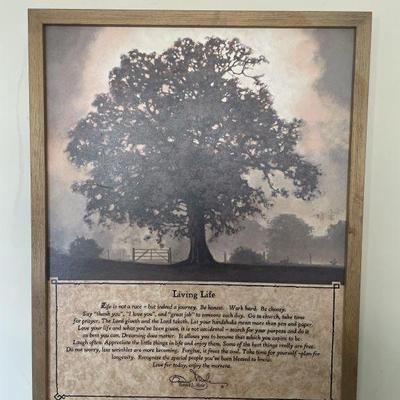 Living Life
Life is not a race - but indeed a journey. Be honest. Work hard. Be choosy.
Say "thank you", "I love you", and "great job" to someone each day. Go to church, take time
for prayer. The Lord giveth and the Lord taketh. Let your handshake mean more than pen and paper.
Love your life and what you've been given, it is not accidental - search for your purpose and do it
as best you can. Dreaming does matter. It allows you to become that which you aspire to be.
Laugh often. Appreciate the little things in life and enjoy them. Some of the best things really are free.
Do not worry, less wrinkles are more becoming. Forgive, it frees the soul. Take time for yourself - plan for
longevity. Recognize the special people you've been blessed to know.
Live for today, enjoy the moment.